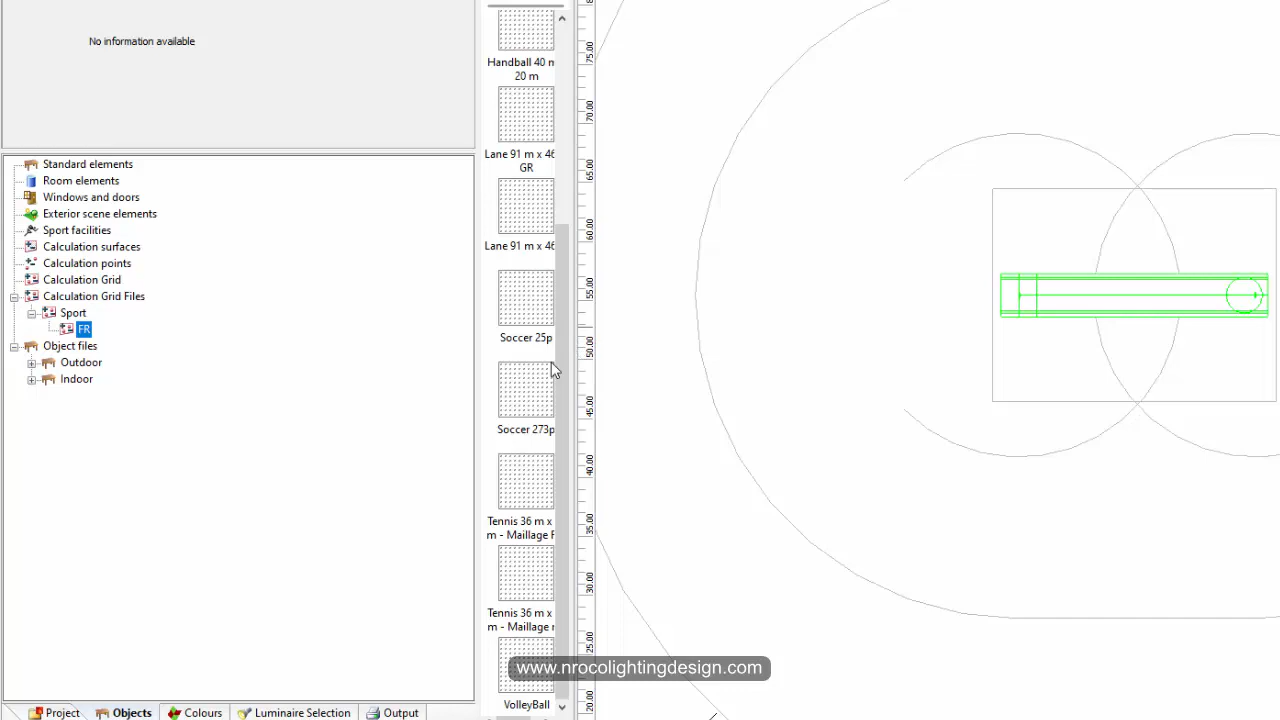 No information available
Standard elements
Room elements
Windows and doors
Exterior scene elements
Sport facilities
Calculation surfaces
Calculation points
Calculation Grid
Calculation Grid Files
Sport
FR
Object files
Outdoor
Indoor
Project
Objects
Colours
Luminaire Selection
Output
Handball 40 m
20 m
Lane 91 m x 46
GR
Lane 91 m x 46
Soccer 25p
Soccer 273p
Tennis 36 m x
m - Maillage
Tennis 36 m x
m - Maillage
VolleyBall
75.00
70.00
65.00
60.00
55.00
50.00
45.00
40.00
35.00
30.00
25.00
20.00
www.nrocolightingdesign.com